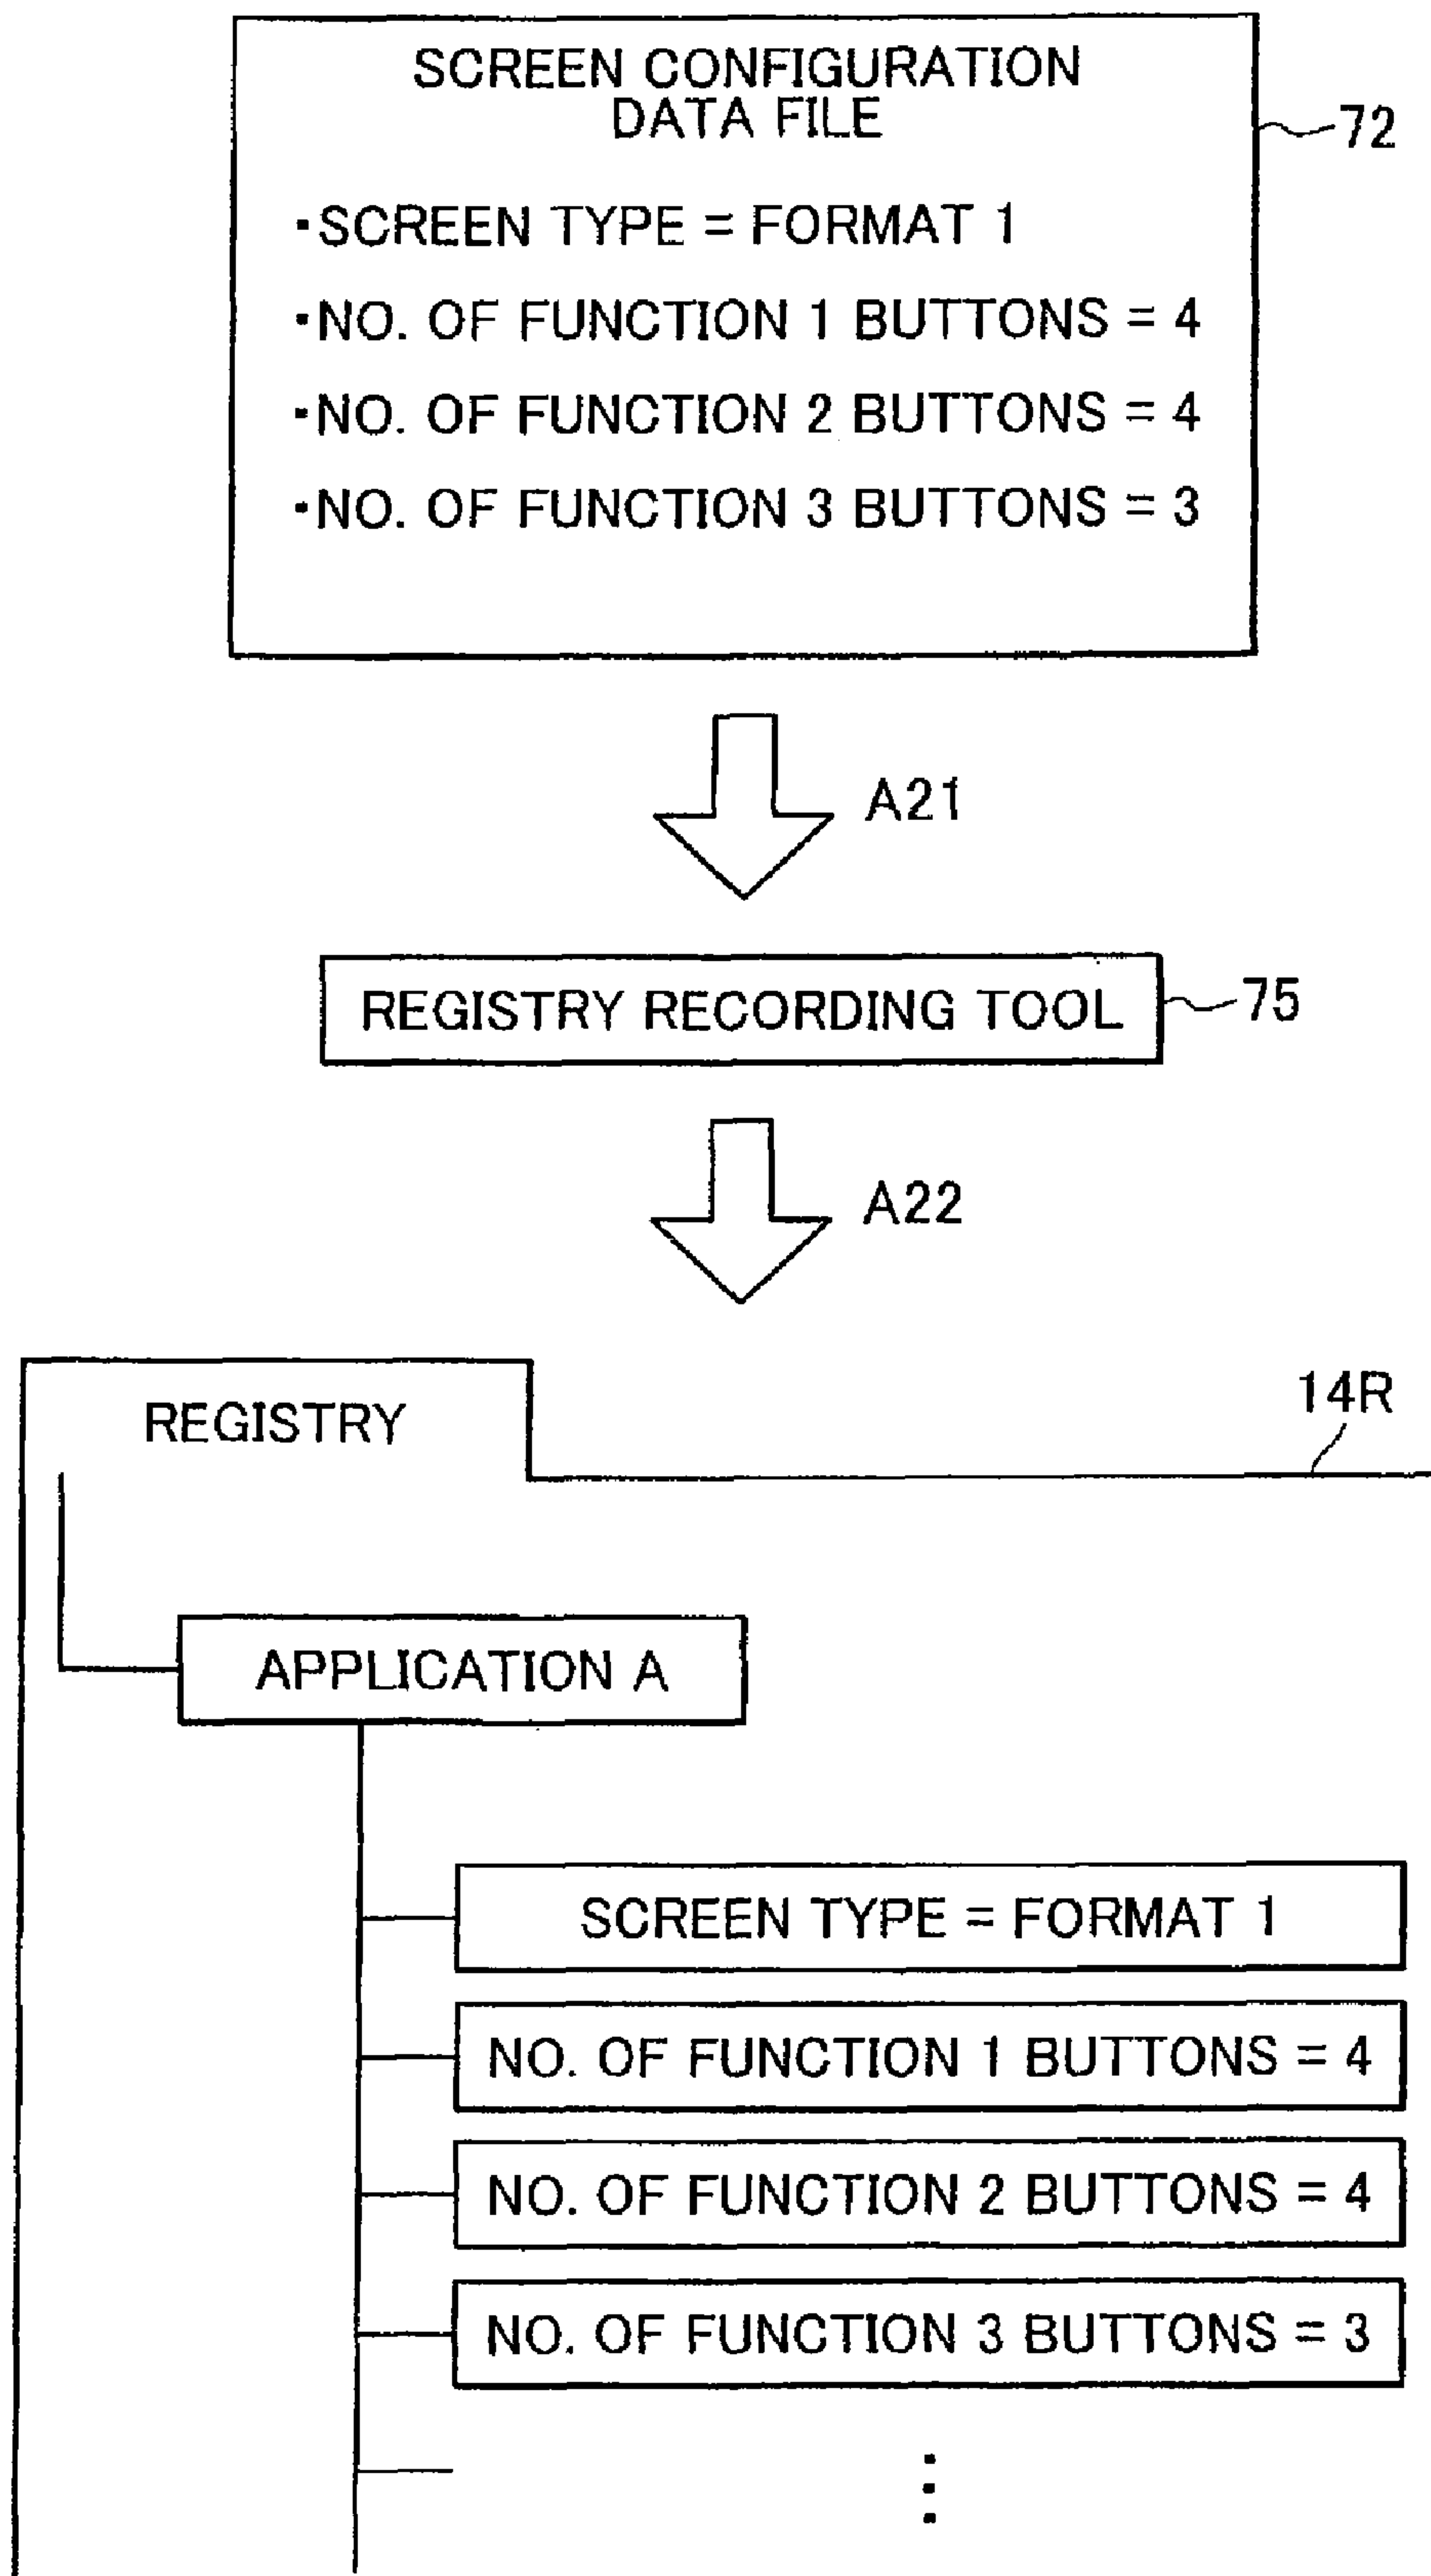 SCREEN CONFIGURATION
DATA FILE
72
・SCREEN TYPE = FORMAT 1
・NO. OF FUNCTION 1 BUTTONS = 4
・NO. OF FUNCTION 2 BUTTONS = 4
・NO. OF FUNCTION 3 BUTTONS = 3
A21
REGISTRY RECORDING TOOL
75
A22
14R
REGISTRY
APPLICATION A
SCREEN TYPE = FORMAT 1
NO. OF FUNCTION 1 BUTTONS = 4
NO. OF FUNCTION 2 BUTTONS = 4
NO. OF FUNCTION 3 BUTTONS = 3
⋮